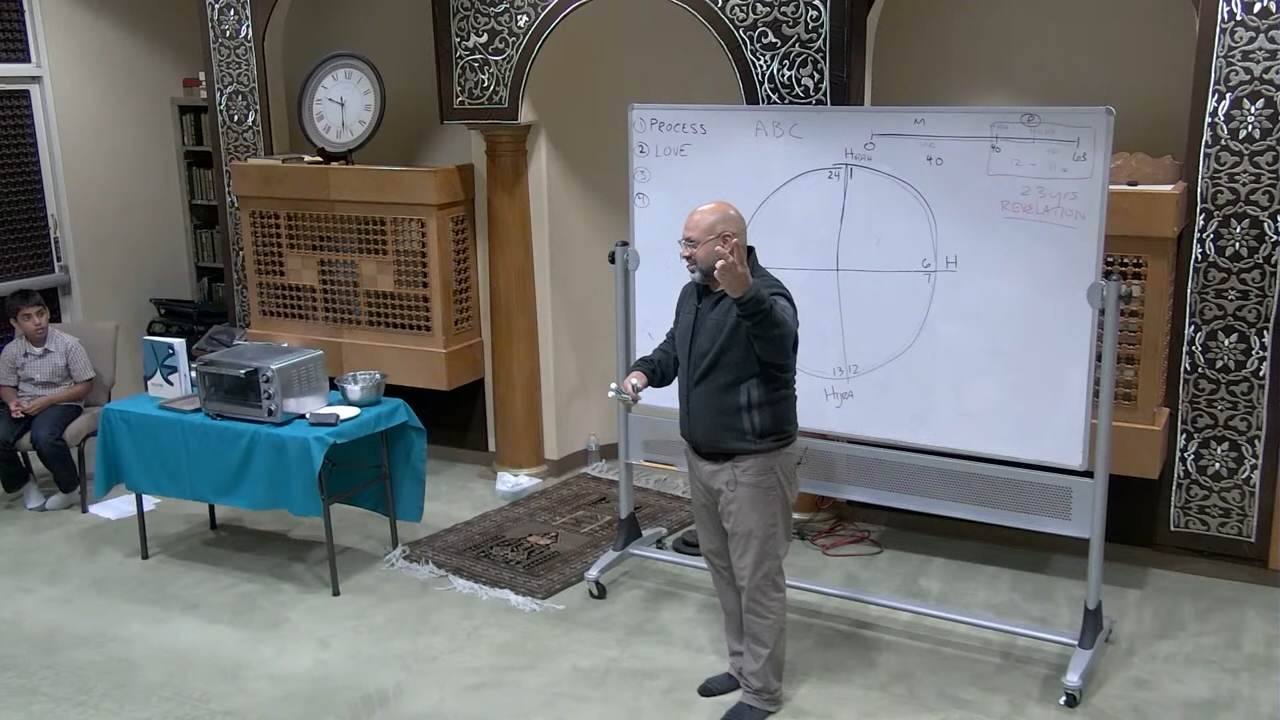 ① PROCESS
② LOVE
③
④
ABC
M
P
0
40
40
63
12 -
23 yrs
REVELATION
HIRAH
24 1
6 H
7
13 12
HIJRA